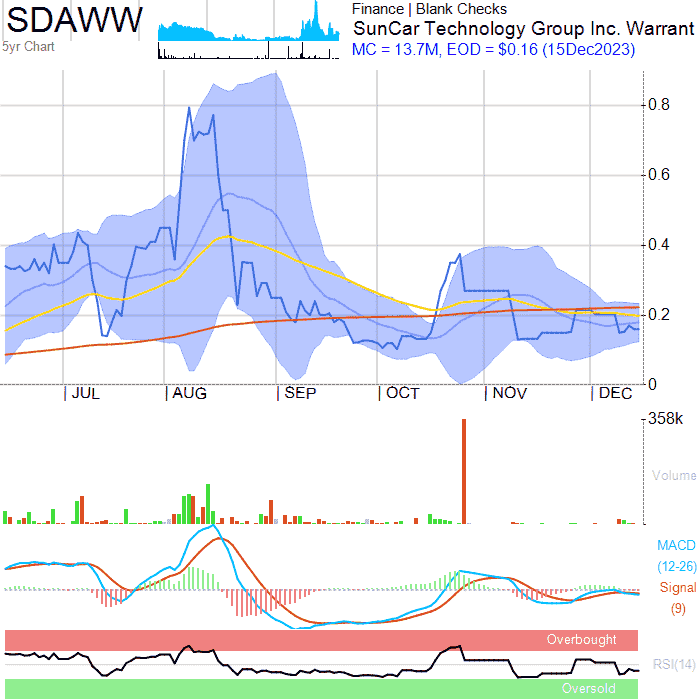 SDAWW
5yr Chart
Finance | Blank Checks
SunCar Technology Group Inc. Warrant
MC = 13.7M, EOD = $0.16 (15Dec2023)
0.8
0.6
0.4
0.2
0
JUL AUG SEP OCT NOV DEC
358k
Volume
MACD
(12-26)
Signal
(9)
Overbought
RSI(14)
Oversold